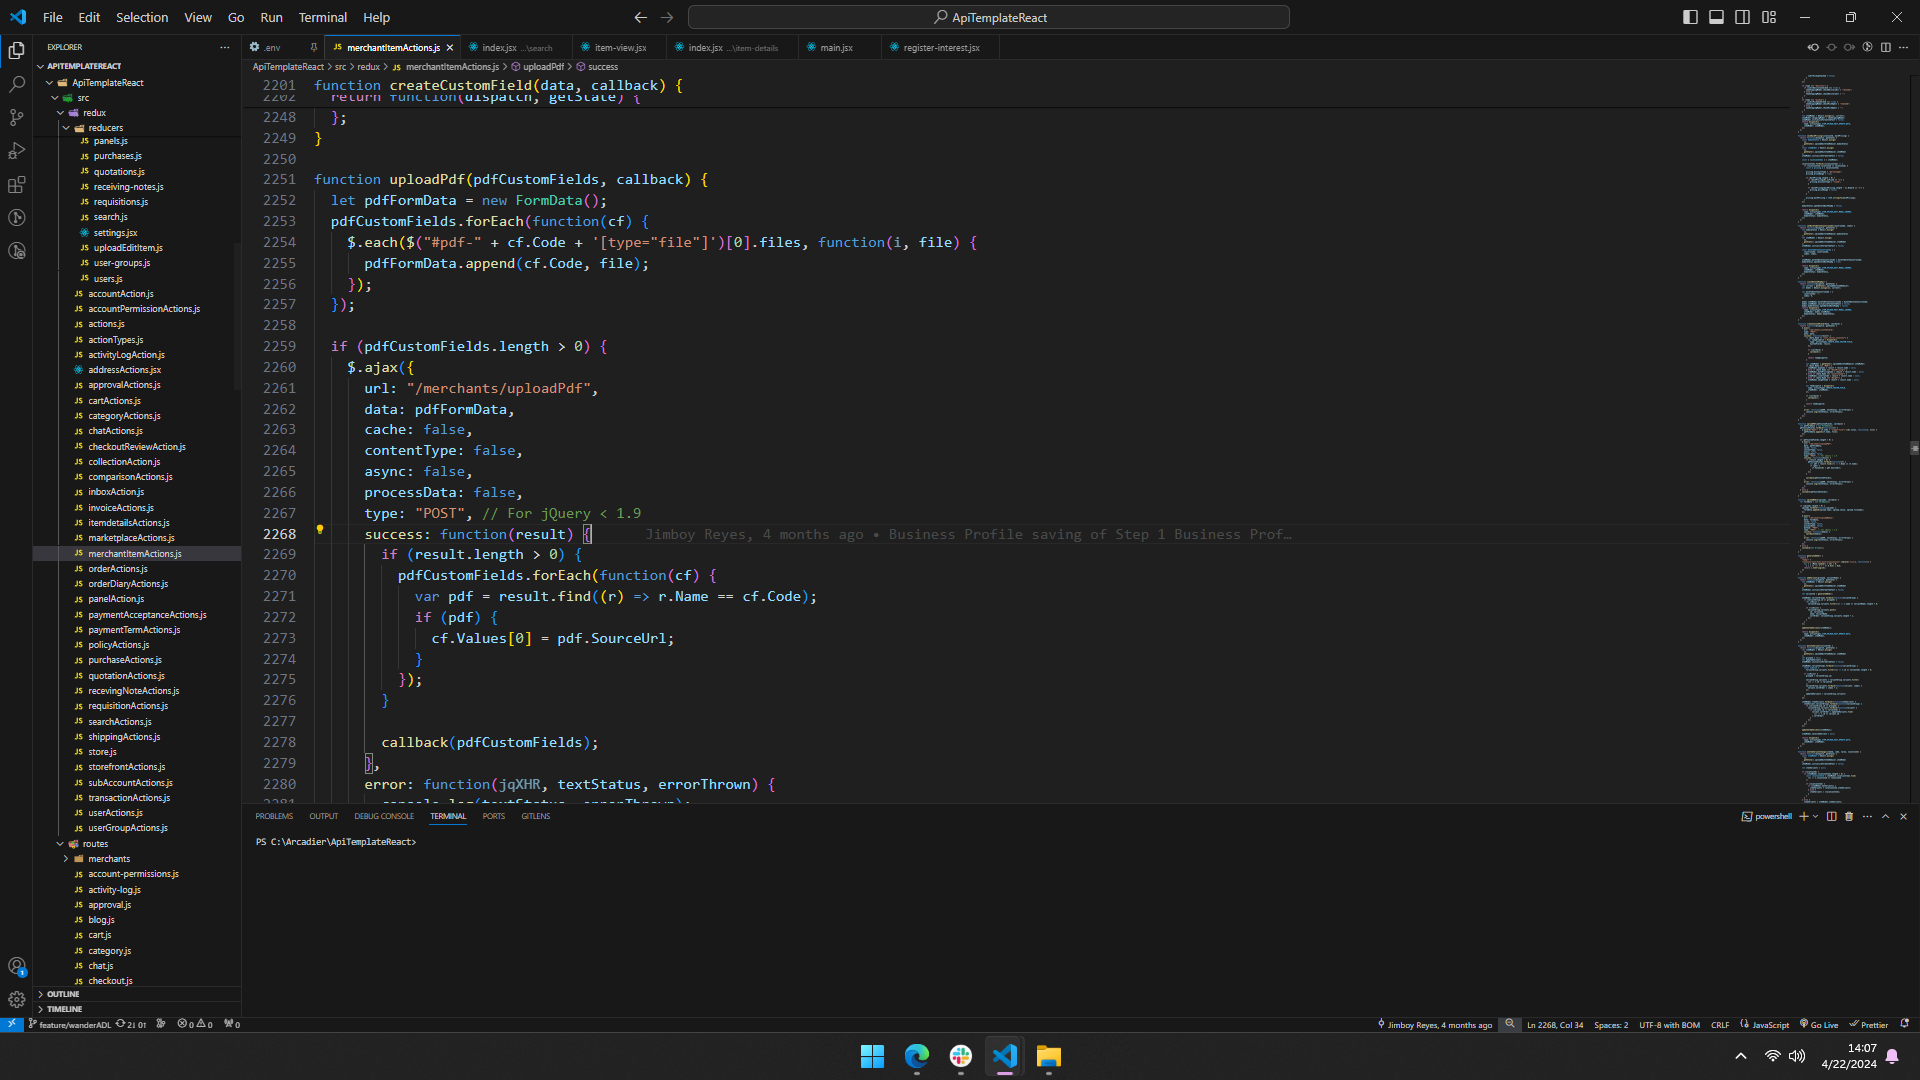 File Edit Selection View Go Run Terminal Help
ApiTemplateReact
EXPLORER
.env
merchantItemActions.js
index.jsx ...\search
item-view.jsx
index.jsx ...\item-details
main.jsx
register-interest.jsx
APITEMPLATEREACT
ApiTemplateReact
src
redux
reducers
panels.js
purchases.js
quotations.js
receiving-notes.js
requisitions.js
search.js
settings.jsx
uploadEditItem.js
user-groups.js
users.js
accountAction.js
accountPermissionActions.js
actions.js
actionTypes.js
activityLogAction.js
addressActions.jsx
approvalActions.js
cartActions.js
categoryActions.js
chatActions.js
checkoutReviewAction.js
collectionAction.js
comparisonActions.js
inboxAction.js
invoiceActions.js
itemdetailsActions.js
marketplaceActions.js
merchantItemActions.js
orderActions.js
orderDiaryActions.js
panelAction.js
paymentAcceptanceActions.js
paymentTermActions.js
policyActions.js
purchaseActions.js
quotationActions.js
recevingNoteActions.js
requisitionActions.js
searchActions.js
shippingActions.js
store.js
storefrontActions.js
subAccountActions.js
transactionActions.js
userActions.js
userGroupActions.js
routes
merchants
account-permissions.js
activity-log.js
approval.js
blog.js
cart.js
category.js
chat.js
checkout.js
OUTLINE
TIMELINE
ApiTemplateReact > src > redux > JS merchantItemActions.js > uploadPdf > success
2201 function createCustomField(data, callback) {
2202 return function(dispatch, getState) {
2248 };
2249 }
2250
2251 function uploadPdf(pdfCustomFields, callback) {
2252 let pdfFormData = new FormData();
2253 pdfCustomFields.forEach(function(cf) {
2254 $.each($("#pdf-" + cf.Code + '[type="file"]')[0].files, function(i, file) {
2255 pdfFormData.append(cf.Code, file);
2256 });
2257 });
2258
2259 if (pdfCustomFields.length > 0) {
2260 $.ajax({
2261 url: "/merchants/uploadPdf",
2262 data: pdfFormData,
2263 cache: false,
2264 contentType: false,
2265 async: false,
2266 processData: false,
2267 type: "POST", // For jQuery < 1.9
2268 success: function(result) { Jimboy Reyes, 4 months ago • Business Profile saving of Step 1 Business Prof…
2269 if (result.length > 0) {
2270 pdfCustomFields.forEach(function(cf) {
2271 var pdf = result.find((r) => r.Name == cf.Code);
2272 if (pdf) {
2273 cf.Values[0] = pdf.SourceUrl;
2274 }
2275 });
2276 }
2277
2278 callback(pdfCustomFields);
2279 },
2280 error: function(jqXHR, textStatus, errorThrown) {
2281 console.log(textStatus, errorThrown);
PROBLEMS OUTPUT DEBUG CONSOLE TERMINAL PORTS GITLENS
powershell
PS C:\Arcadier\ApiTemplateReact>
feature/wanderADL 2↓ 0↑ 0 0 0
Jimboy Reyes, 4 months ago Ln 2268, Col 34 Spaces: 2 UTF-8 with BOM CRLF JavaScript Go Live Prettier
14:07
4/22/2024